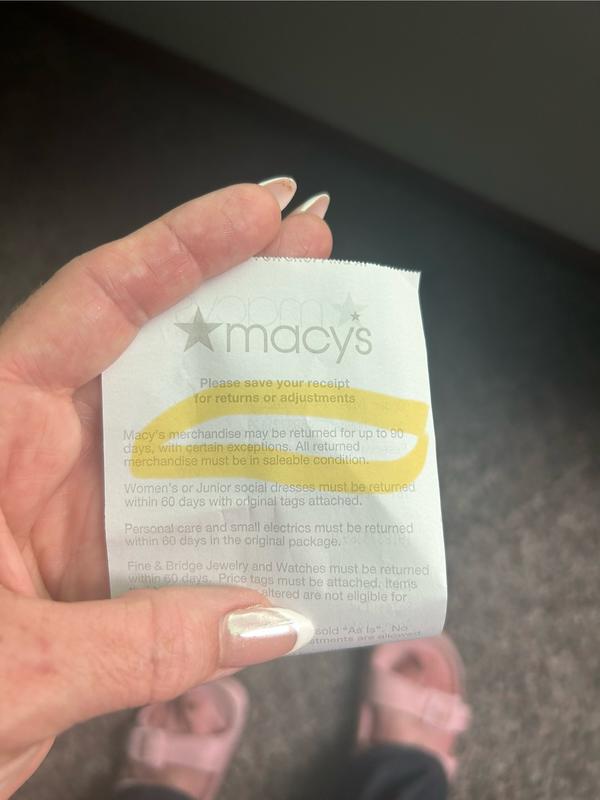 macys
Please save your receipt
for returns or adjustments
Macy's merchandise may be returned for up to 90
days, with certain exceptions. All returned
merchandise must be in saleable condition.
Women's or Junior social dresses must be returned
within 60 days with original tags attached.
Personal care and small electrics must be returned
within 60 days in the original package.
Fine & Bridge Jewelry and Watches must be returned
within 60 days. Price tags must be attached. Items
altered are not eligible for
sold "As Is". No
are allowed